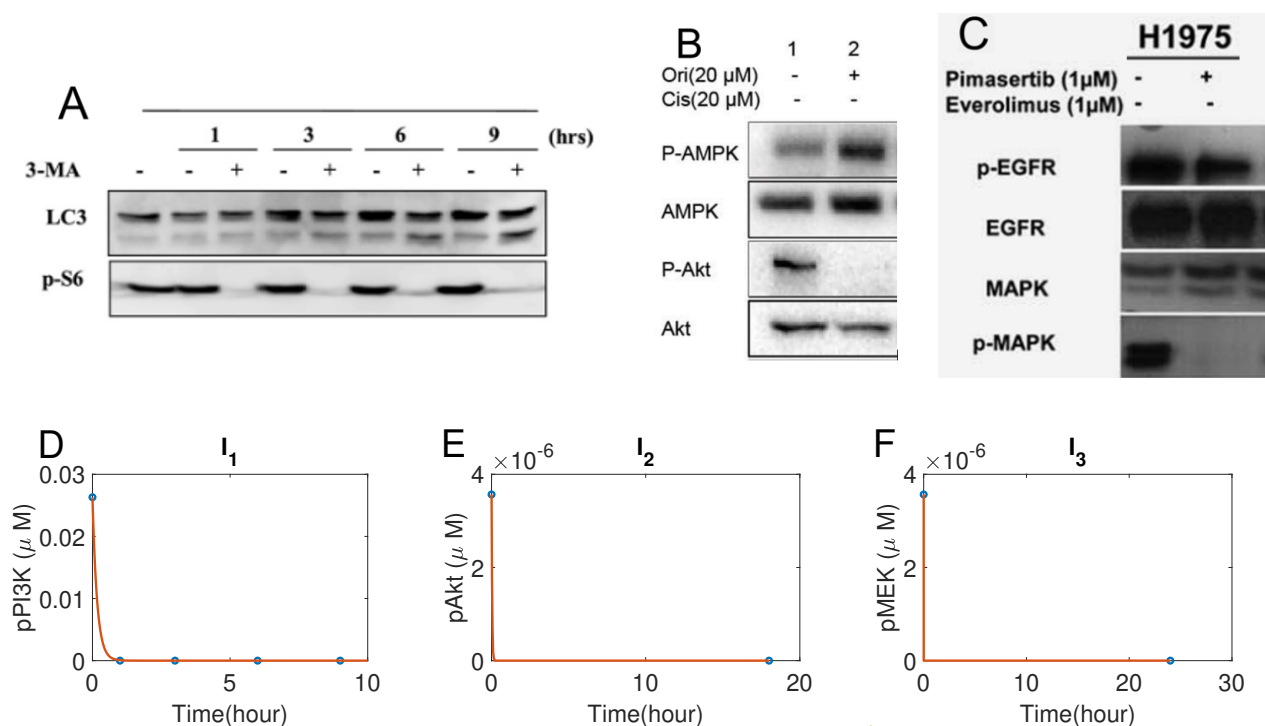 A
1 3 6 9 (hrs)
3-MA - - + - + - + - +
LC3
p-S6
B
1 2
Ori(20 μM) - +
Cis(20 μM) - -
P-AMPK
AMPK
P-Akt
Akt
C
H1975
Pimasertib (1μM) - +
Everolimus (1μM) - -
p-EGFR
EGFR
MAPK
p-MAPK
D
I₁
0.03
0.02
0.01
0
pPI3K (μ M)
0 5 10
Time(hour)
E
I₂
×10⁻⁶
4
2
0
pAkt (μ M)
0 10 20
Time(hour)
F
I₃
×10⁻⁶
4
2
0
pMEK (μ M)
0 10 20 30
Time(hour)